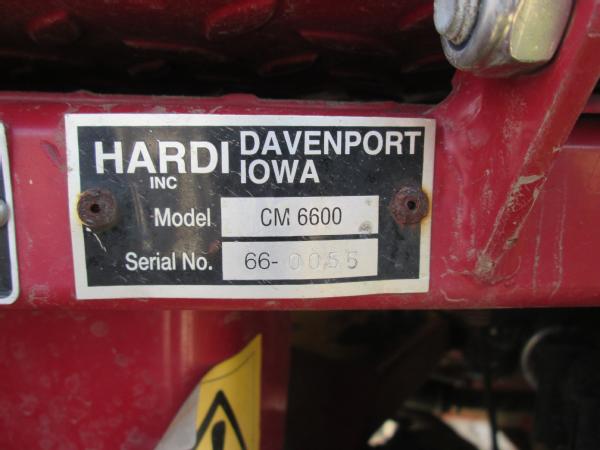 HARDI DAVENPORT
INC IOWA
Model CM 6600
Serial No. 66-0055